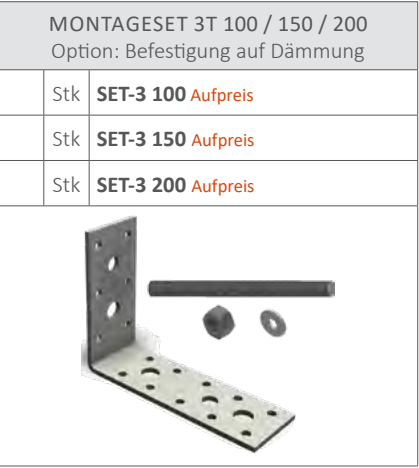 MONTAGESET 3T 100 / 150 / 200
Option: Befestigung auf Dämmung
Stk SET-3 100 Aufpreis
Stk SET-3 150 Aufpreis
Stk SET-3 200 Aufpreis